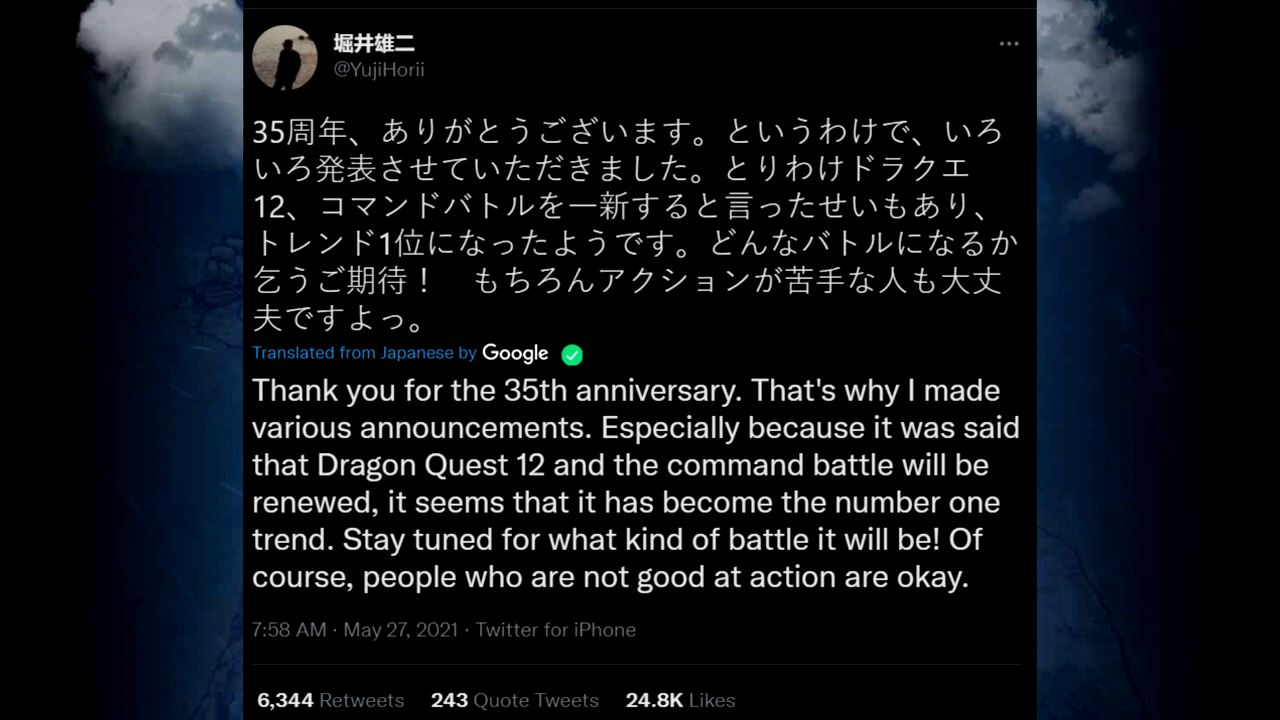 堀井雄二
@YujiHorii
35周年、ありがとうございます。というわけで、いろ
いろ発表させていただきました。とりわけドラクエ
12、コマンドバトルを一新すると言ったせいもあり、
トレンド1位になったようです。どんなバトルになるか
乞うご期待！　もちろんアクションが苦手な人も大丈
夫ですよっ。
Translated from Japanese by Google
Thank you for the 35th anniversary. That's why I made
various announcements. Especially because it was said
that Dragon Quest 12 and the command battle will be
renewed, it seems that it has become the number one
trend. Stay tuned for what kind of battle it will be! Of
course, people who are not good at action are okay.
7:58 AM · May 27, 2021 · Twitter for iPhone
6,344 Retweets 243 Quote Tweets 24.8K Likes